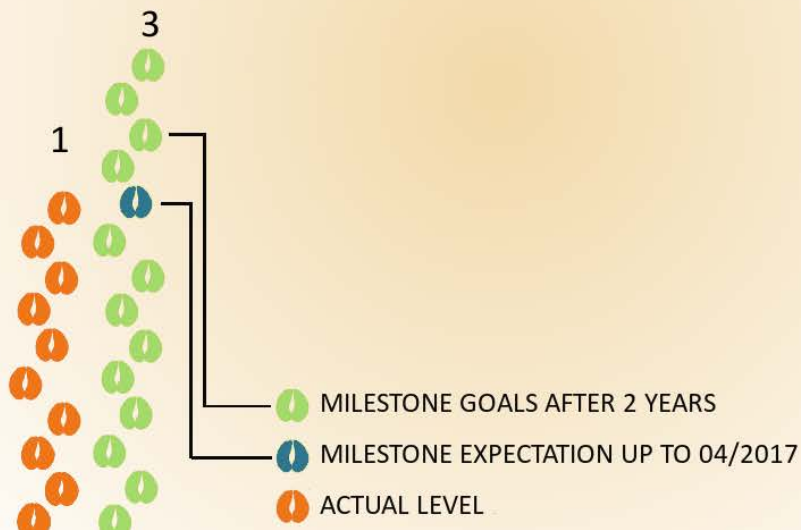 3
1
MILESTONE GOALS AFTER 2 YEARS
MILESTONE EXPECTATION UP TO 04/2017
ACTUAL LEVEL